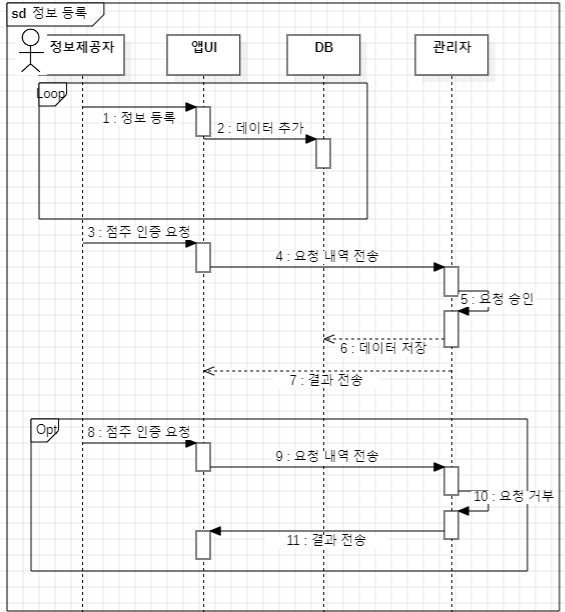 sd 정보 등록
정보제공자
앱UI
DB
관리자
Loop
1 : 정보 등록
2 : 데이터 추가
3 : 점주 인증 요청
4 : 요청 내역 전송
5 : 요청 승인
6 : 데이터 저장
7 : 결과 전송
Opt
8 : 점주 인증 요청
9 : 요청 내역 전송
10 : 요청 거부
11 : 결과 전송